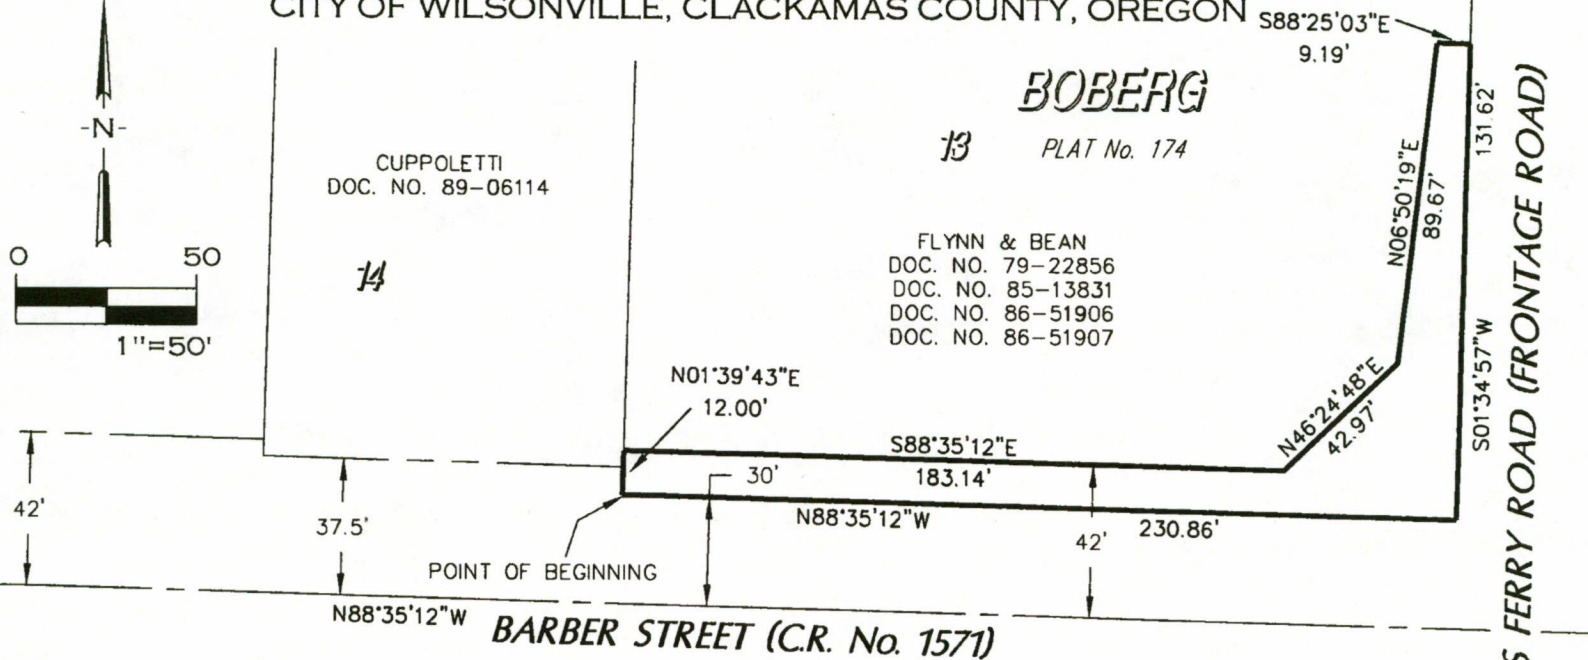 CITY OF WILSONVILLE, CLACKAMAS COUNTY, OREGON
S88°25'03"E
9.19'
-N-
BOBERG
13
PLAT No. 174
131.62'
CUPPOLETTI
DOC. NO. 89-06114
N06°50'19"E
89.67'
FLYNN & BEAN
DOC. NO. 79-22856
DOC. NO. 85-13831
DOC. NO. 86-51906
DOC. NO. 86-51907
14
0 50
1"=50'
N01°39'43"E
12.00'
N46°24'48"E
42.97'
S01°34'57"W
S88°35'12"E
183.14'
30'
N88°35'12"W
230.86'
42'
37.5'
42'
POINT OF BEGINNING
N88°35'12"W
BARBER STREET (C.R. No. 1571)
S FERRY ROAD (FRONTAGE ROAD)